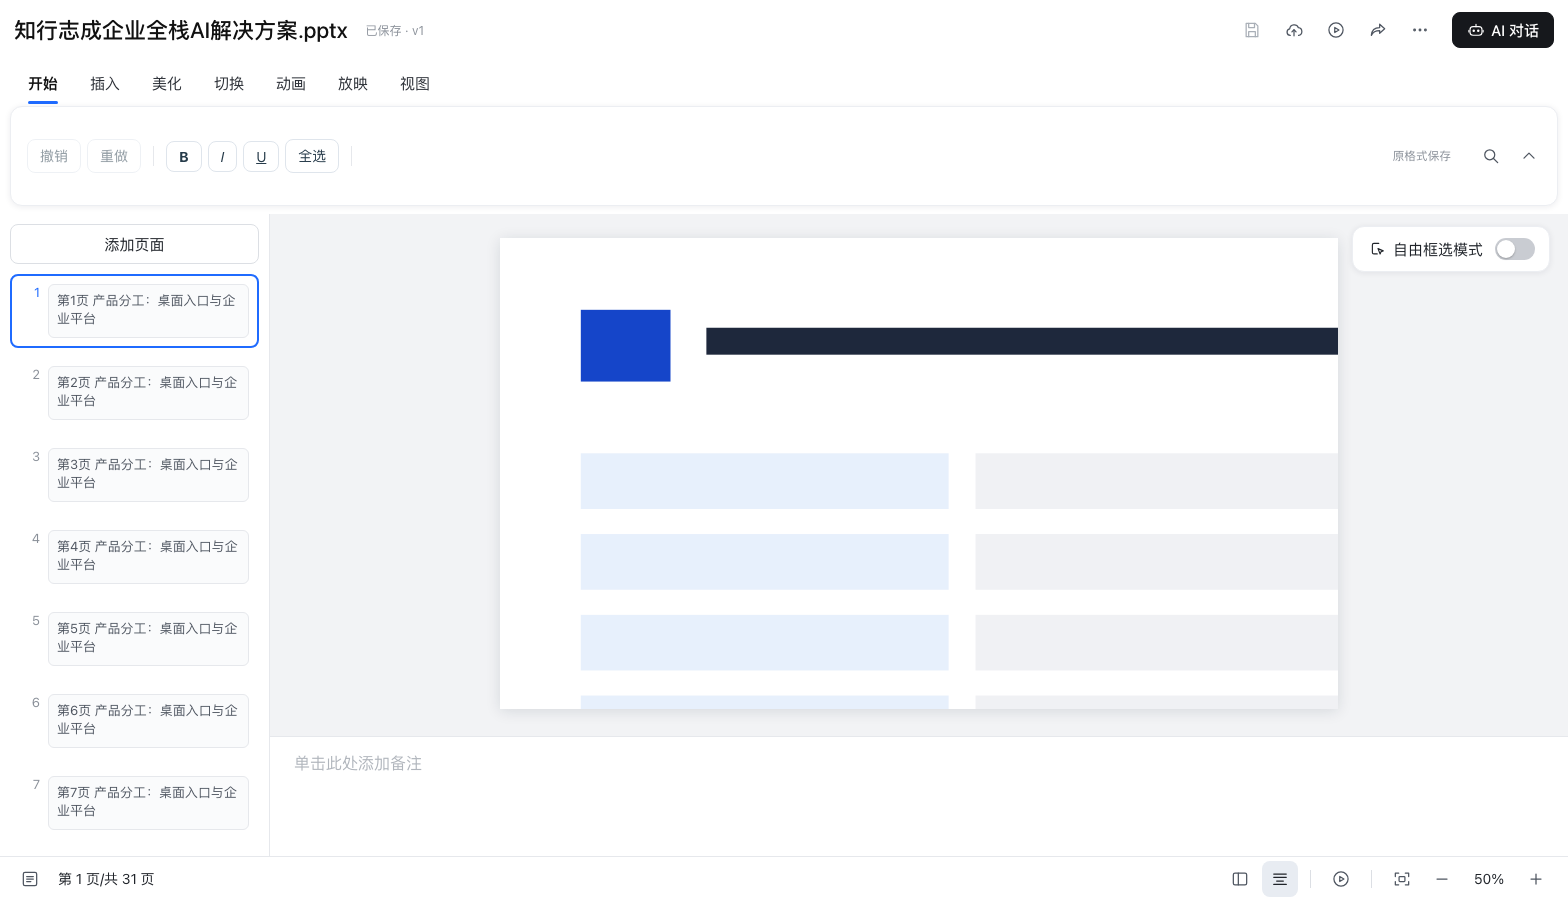 知行志成企业全栈AI解决方案.pptx
已保存 · v1
AI 对话
开始 插入 美化 切换 动画 放映 视图
撤销 重做 B I U 全选
原格式保存
添加页面
自由框选模式
1
第1页 产品分工：桌面入口与企
业平台
2
第2页 产品分工：桌面入口与企
业平台
3
第3页 产品分工：桌面入口与企
业平台
4
第4页 产品分工：桌面入口与企
业平台
5
第5页 产品分工：桌面入口与企
业平台
6
第6页 产品分工：桌面入口与企
业平台
7
第7页 产品分工：桌面入口与企
业平台
单击此处添加备注
第 1 页/共 31 页
50%